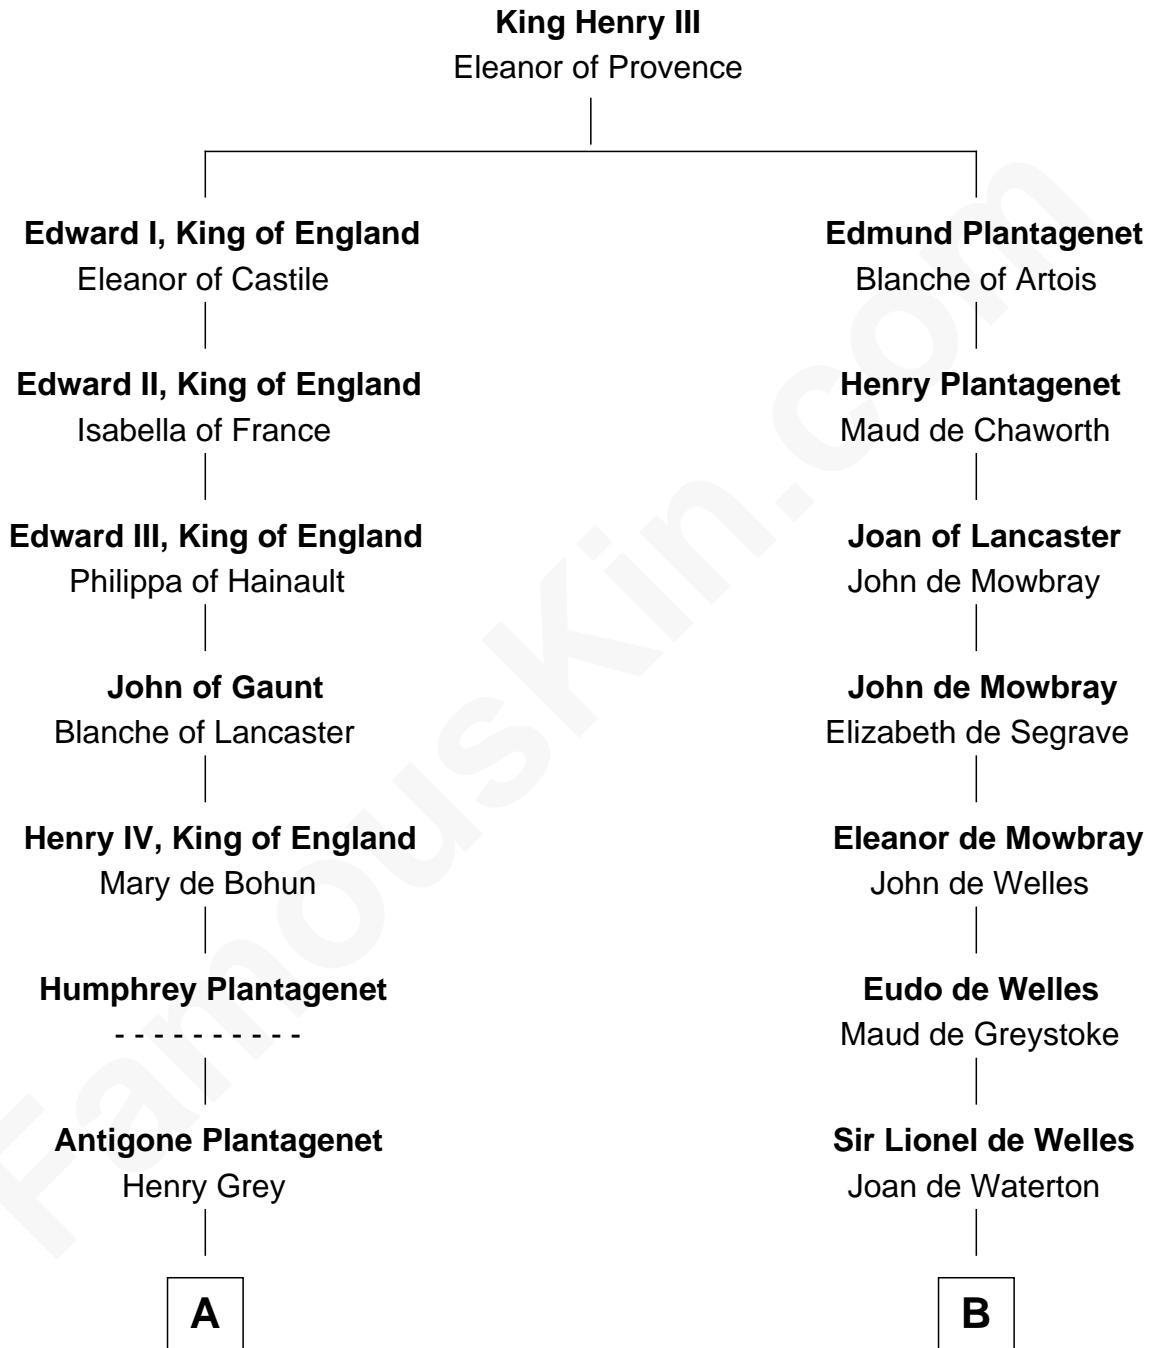 King Henry III
Eleanor of Provence
Edward I, King of England
Eleanor of Castile
Edmund Plantagenet
Blanche of Artois
Edward II, King of England
Isabella of France
Henry Plantagenet
Maud de Chaworth
Edward III, King of England
Philippa of Hainault
Joan of Lancaster
John de Mowbray
John of Gaunt
Blanche of Lancaster
John de Mowbray
Elizabeth de Segrave
Henry IV, King of England
Mary de Bohun
Eleanor de Mowbray
John de Welles
Humphrey Plantagenet
- - - - - - - - - -
Eudo de Welles
Maud de Greystoke
Antigone Plantagenet
Henry Grey
Sir Lionel de Welles
Joan de Waterton
A
B
FamousKin.com